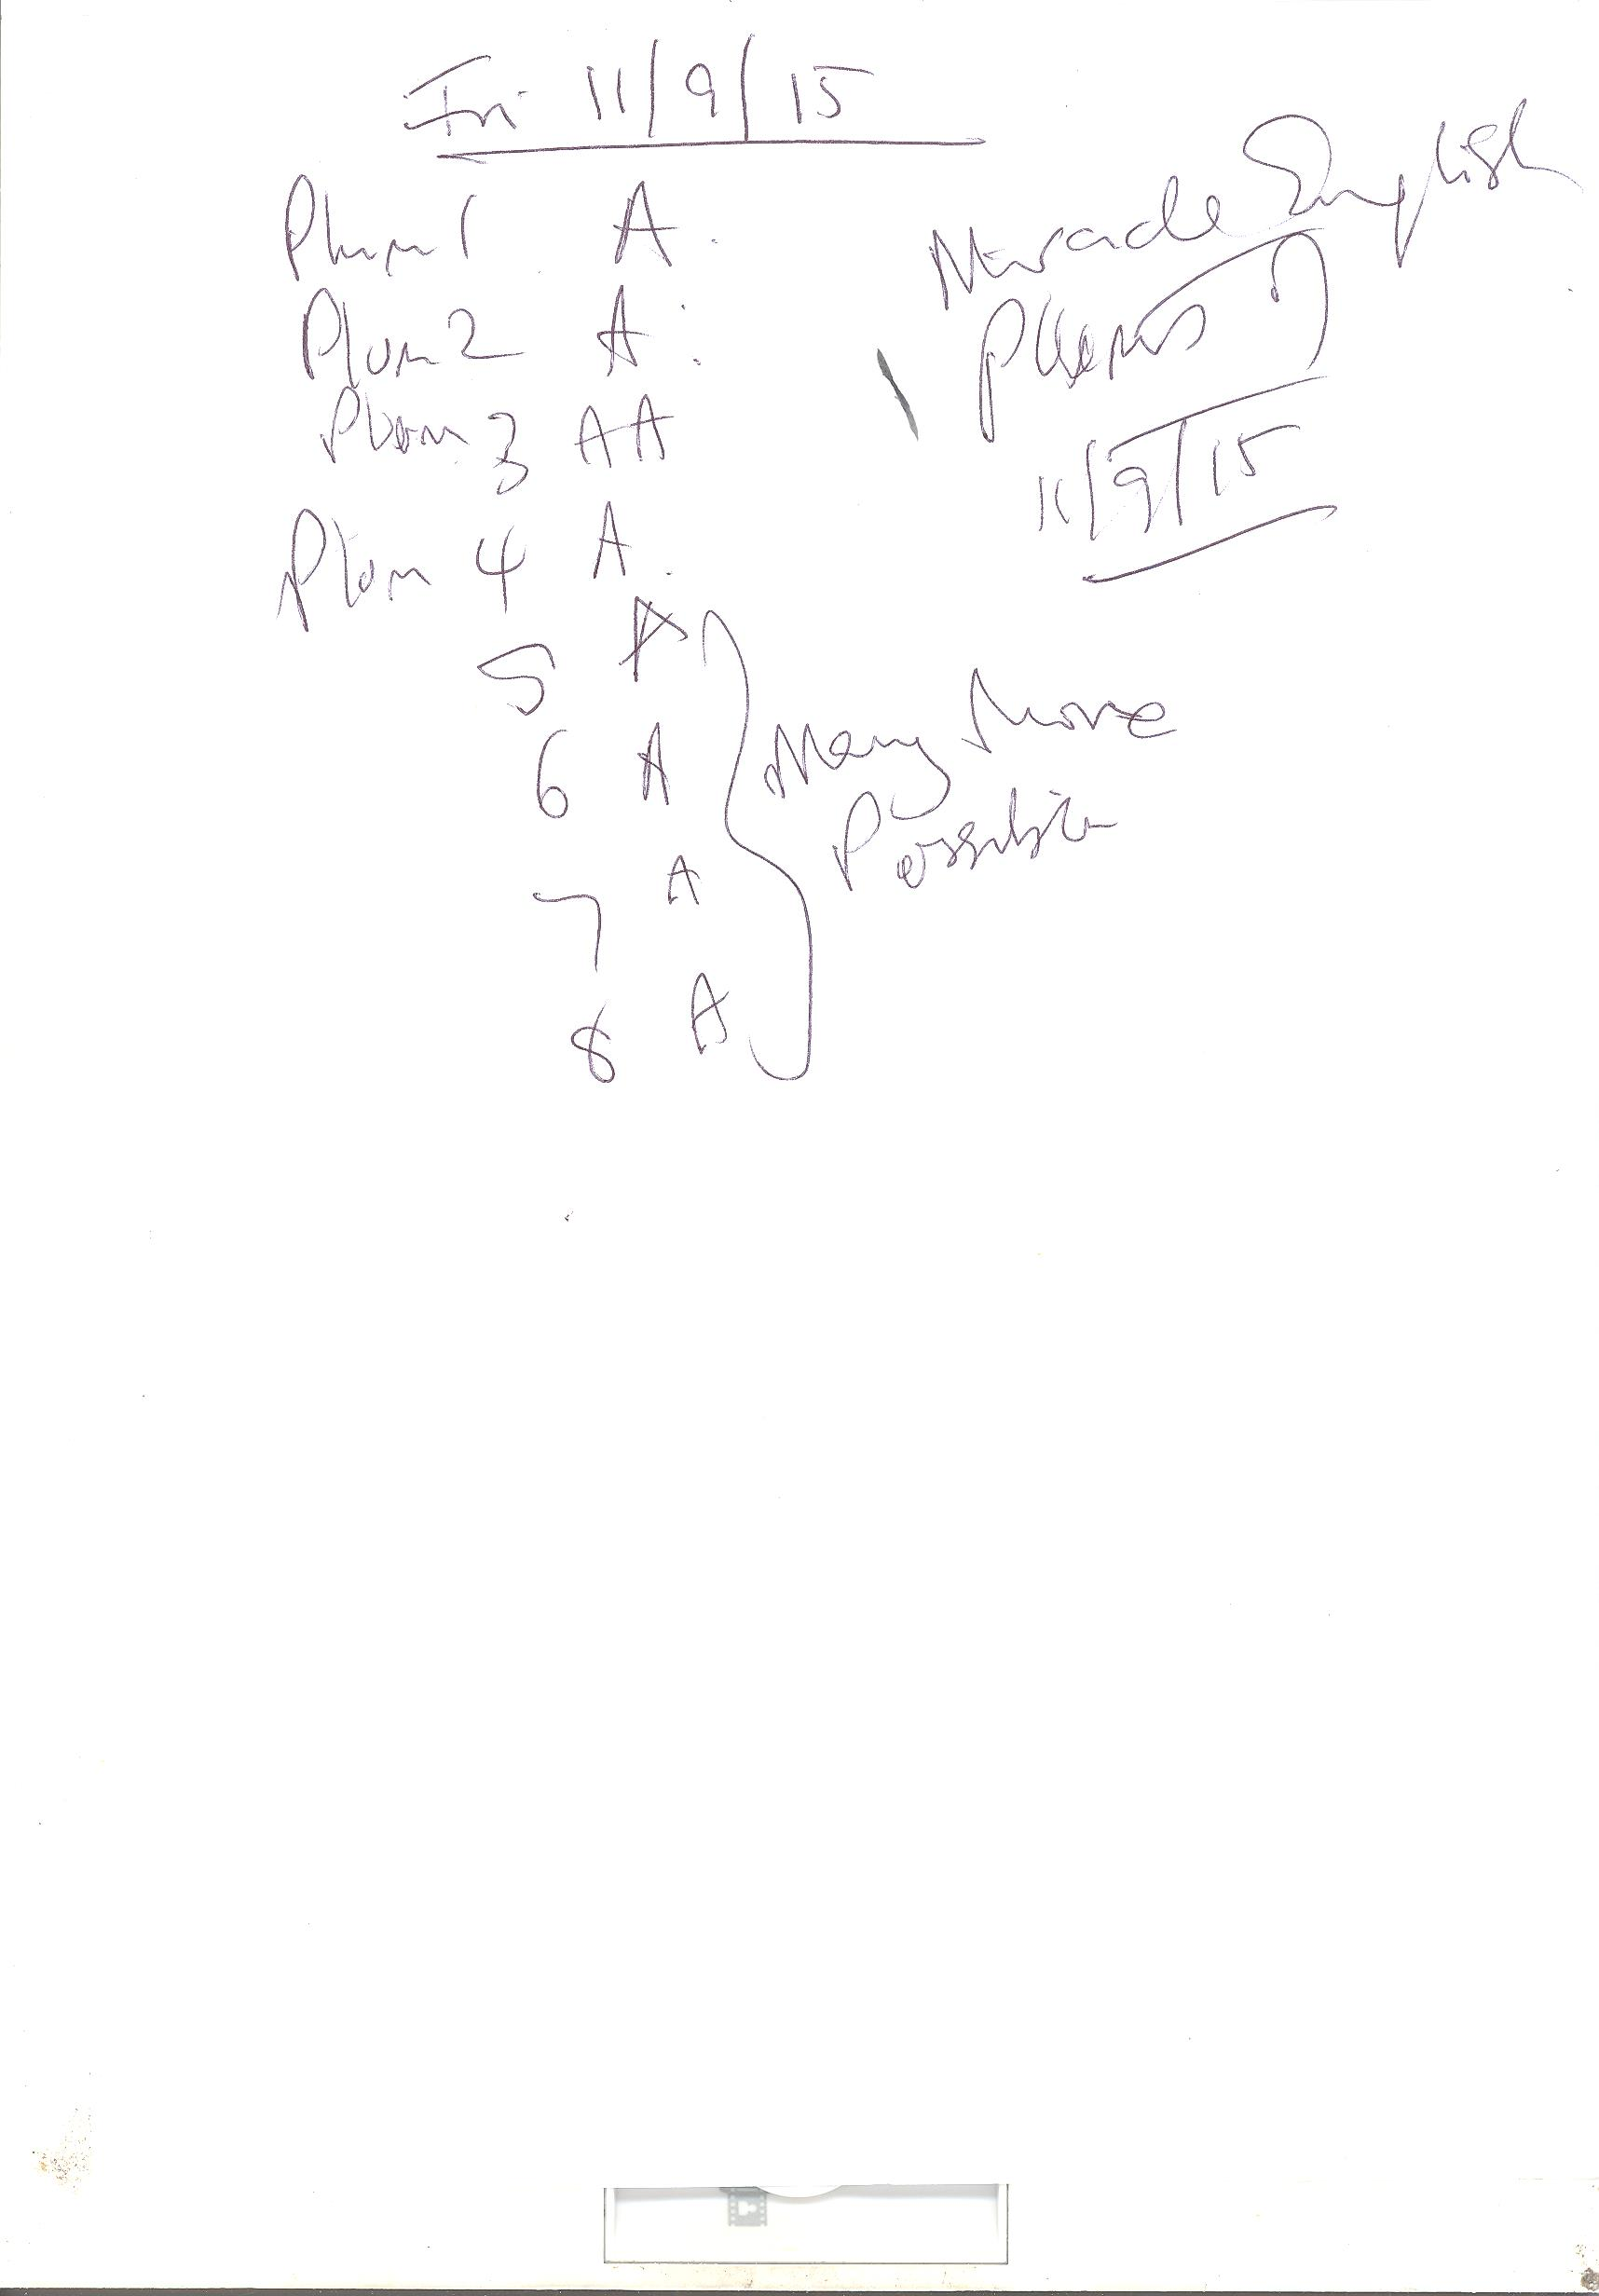 Fri 11/9/15
Plum 1 A.
Plum 2 A:
Plum 3 AA
Plum 4 A.
5 A
6 A
7 A
8 A
Many More
Possible
Miracle English
Plums
11/9/15